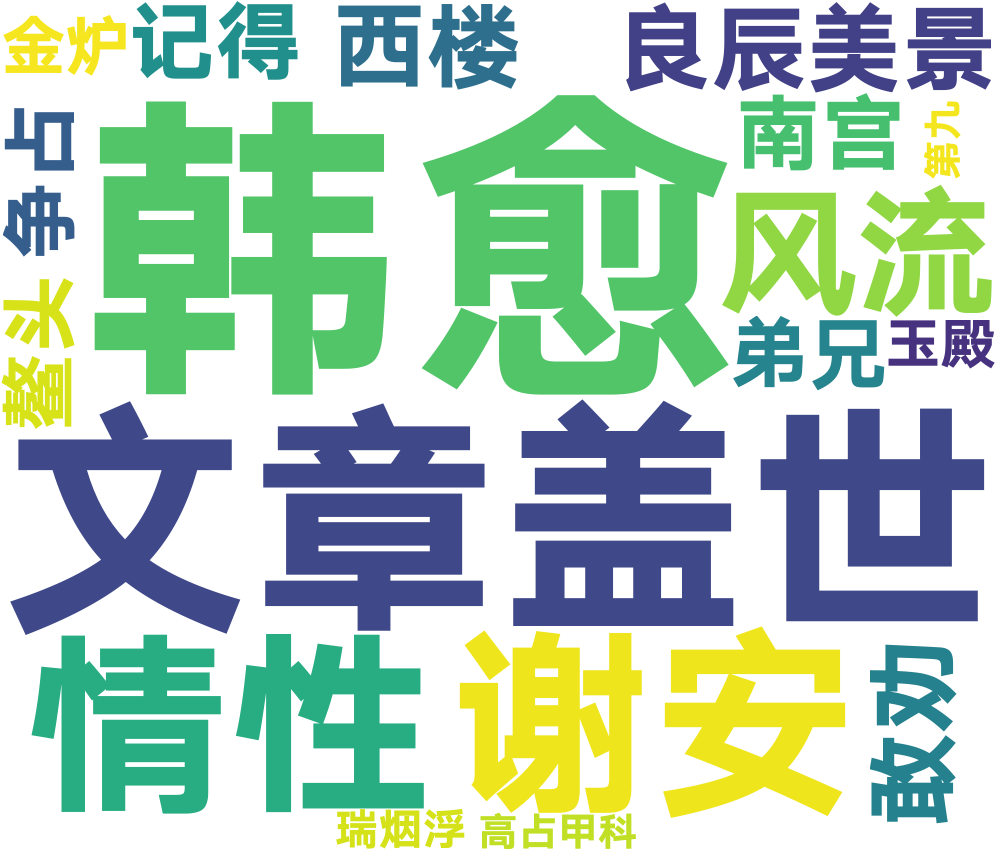 金炉
记得
西楼
良辰美景
争占
韩愈
南宫
第九
风流
鳌头
弟兄
玉殿
文章盖世
情性
谢安
敢劝
瑞烟浮
高占甲科